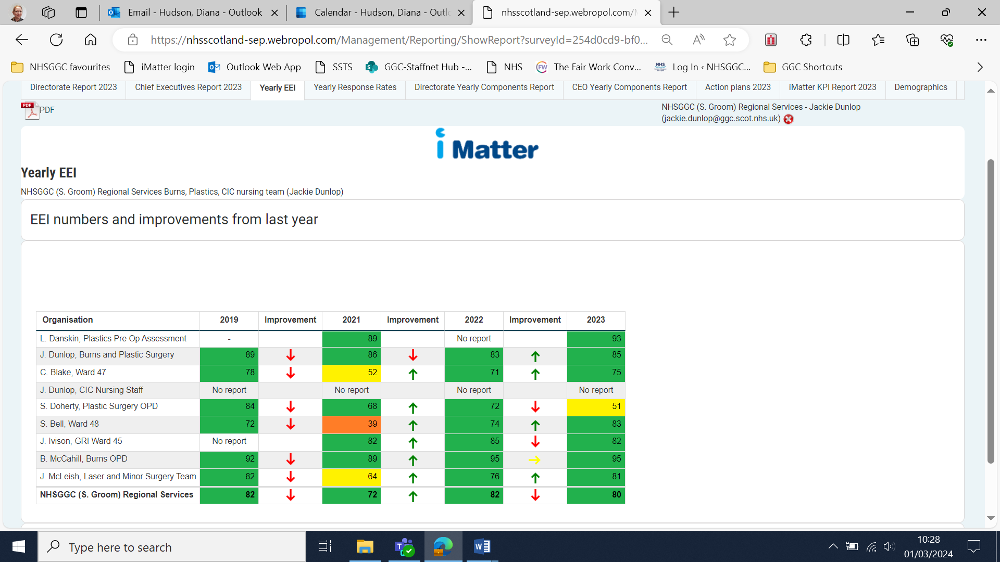 Email - Hudson, Diana - Outlook
Calendar - Hudson, Diana - Outlo
nhsscotland-sep.webropol.com/
https://nhsscotland-sep.webropol.com/Management/Reporting/ShowReport?surveyId=254d0cd9-bf0...
NHSGGC favourites
iMatter login
Outlook Web App
SSTS
GGC-Staffnet Hub -...
NHS
FW The Fair Work Conv...
NHS Log In ‹ NHSGGC...
GGC Shortcuts
Directorate Report 2023 Chief Executives Report 2023 Yearly EEI Yearly Response Rates Directorate Yearly Components Report CEO Yearly Components Report Action plans 2023 iMatter KPI Report 2023 Demographics
PDF PDF
NHSGGC (S. Groom) Regional Services - Jackie Dunlop
(jackie.dunlop@ggc.scot.nhs.uk)
i Matter
Yearly EEI
NHSGGC (S. Groom) Regional Services Burns, Plastics, CIC nursing team (Jackie Dunlop)
EEI numbers and improvements from last year
Organisation 2019 Improvement 2021 Improvement 2022 Improvement 2023
L. Danskin, Plastics Pre Op Assessment - 89 No report 93
J. Dunlop, Burns and Plastic Surgery 89 ↓ 86 ↓ 83 ↑ 85
C. Blake, Ward 47 78 ↓ 52 ↑ 71 ↑ 75
J. Dunlop, CIC Nursing Staff No report No report No report No report
S. Doherty, Plastic Surgery OPD 84 ↓ 68 ↑ 72 ↓ 51
S. Bell, Ward 48 72 ↓ 39 ↑ 74 ↑ 83
J. Ivison, GRI Ward 45 No report 82 ↑ 85 ↓ 82
B. McCahill, Burns OPD 92 ↓ 89 ↑ 95 → 95
J. McLeish, Laser and Minor Surgery Team 82 ↓ 64 ↑ 76 ↑ 81
NHSGGC (S. Groom) Regional Services 82 ↓ 72 ↑ 82 ↓ 80
Type here to search
10:28
01/03/2024